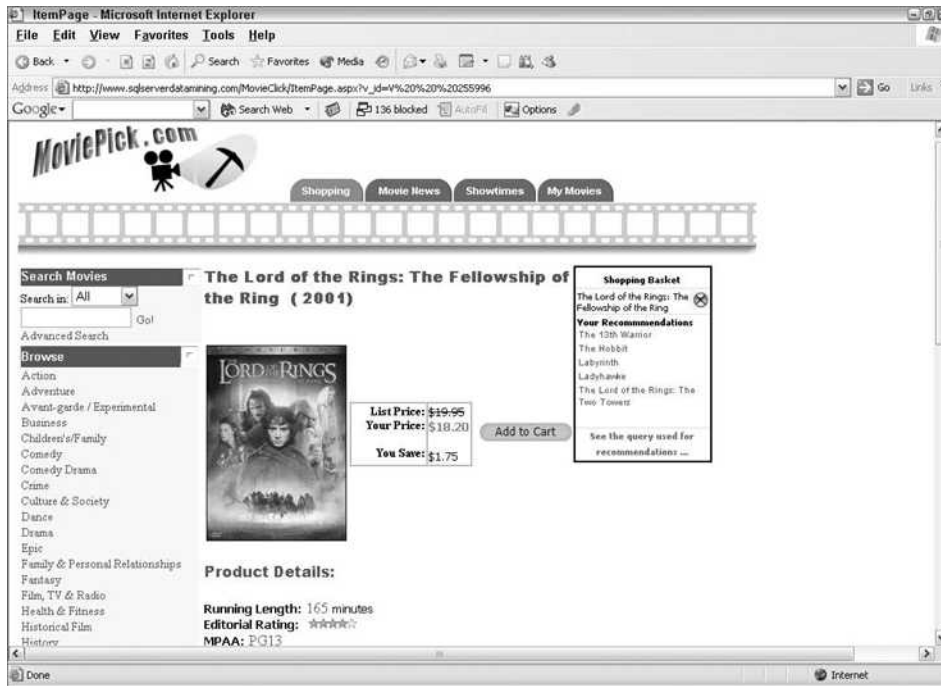 ItemPage - Microsoft Internet Explorer
File Edit View Favorites Tools Help
Back Search Favorites Media
Address http://www.sqlserverdatamining.com/MovieClick/ItemPage.aspx?v_id=V%20%20%20255996 Go Links
Google Search Web 136 blocked AutoFill Options
MoviePick.com
Shopping Movie News Showtimes My Movies
Search Movies
Search in: All
Go!
Advanced Search
Browse
Action
Adventure
Avant-garde / Experimental
Business
Children's/Family
Comedy
Comedy Drama
Crime
Culture & Society
Dance
Drama
Epic
Family & Personal Relationships
Fantasy
Film, TV & Radio
Health & Fitness
Historical Film
History
The Lord of the Rings: The Fellowship of
the Ring ( 2001)
LORD OF THE RINGS
List Price: $19.95
Your Price: $18.20
You Save: $1.75
Add to Cart
Shopping Basket
The Lord of the Rings: The
Fellowship of the Ring
Your Recommmendations
The 13th Warrior
The Hobbit
Labyrinth
Ladyhawke
The Lord of the Rings: The
Two Towers
See the query used for
recommendations ...
Product Details:
Running Length: 165 minutes
Editorial Rating:
MPAA: PG13
Done Internet